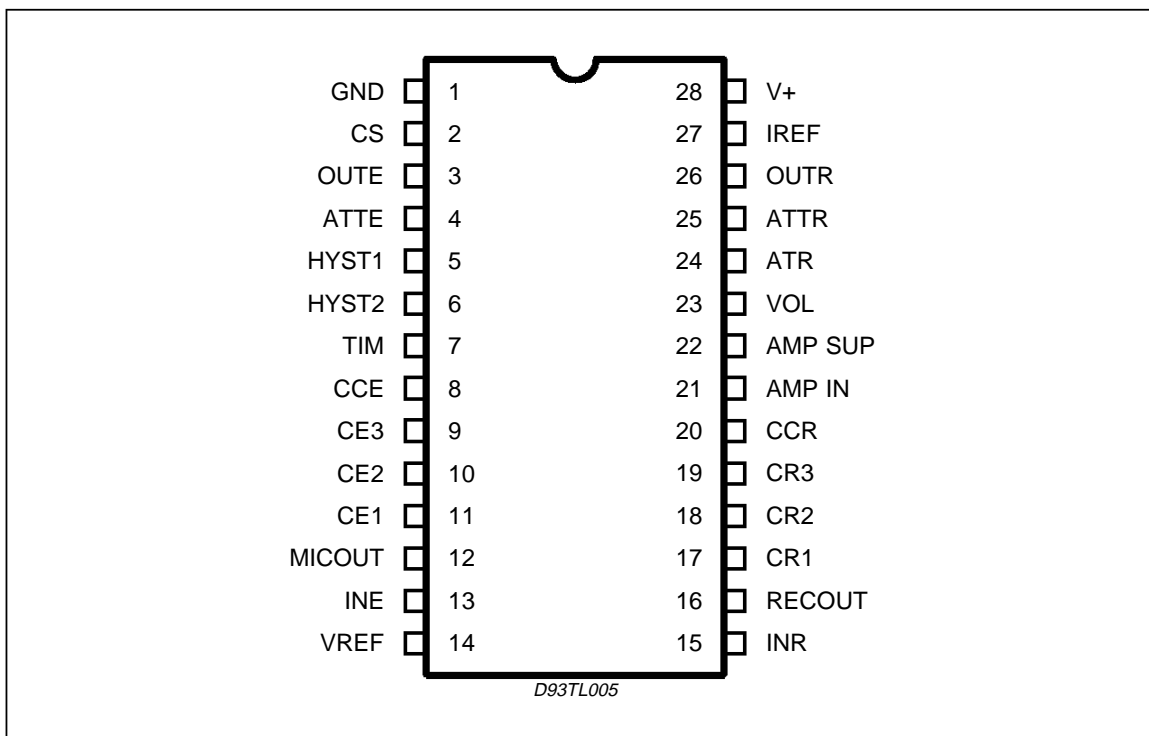 GND 1 28 V+
CS 2 27 IREF
OUTE 3 26 OUTR
ATTE 4 25 ATTR
HYST1 5 24 ATR
HYST2 6 23 VOL
TIM 7 22 AMP SUP
CCE 8 21 AMP IN
CE3 9 20 CCR
CE2 10 19 CR3
CE1 11 18 CR2
MICOUT 12 17 CR1
INE 13 16 RECOUT
VREF 14 15 INR
D93TL005